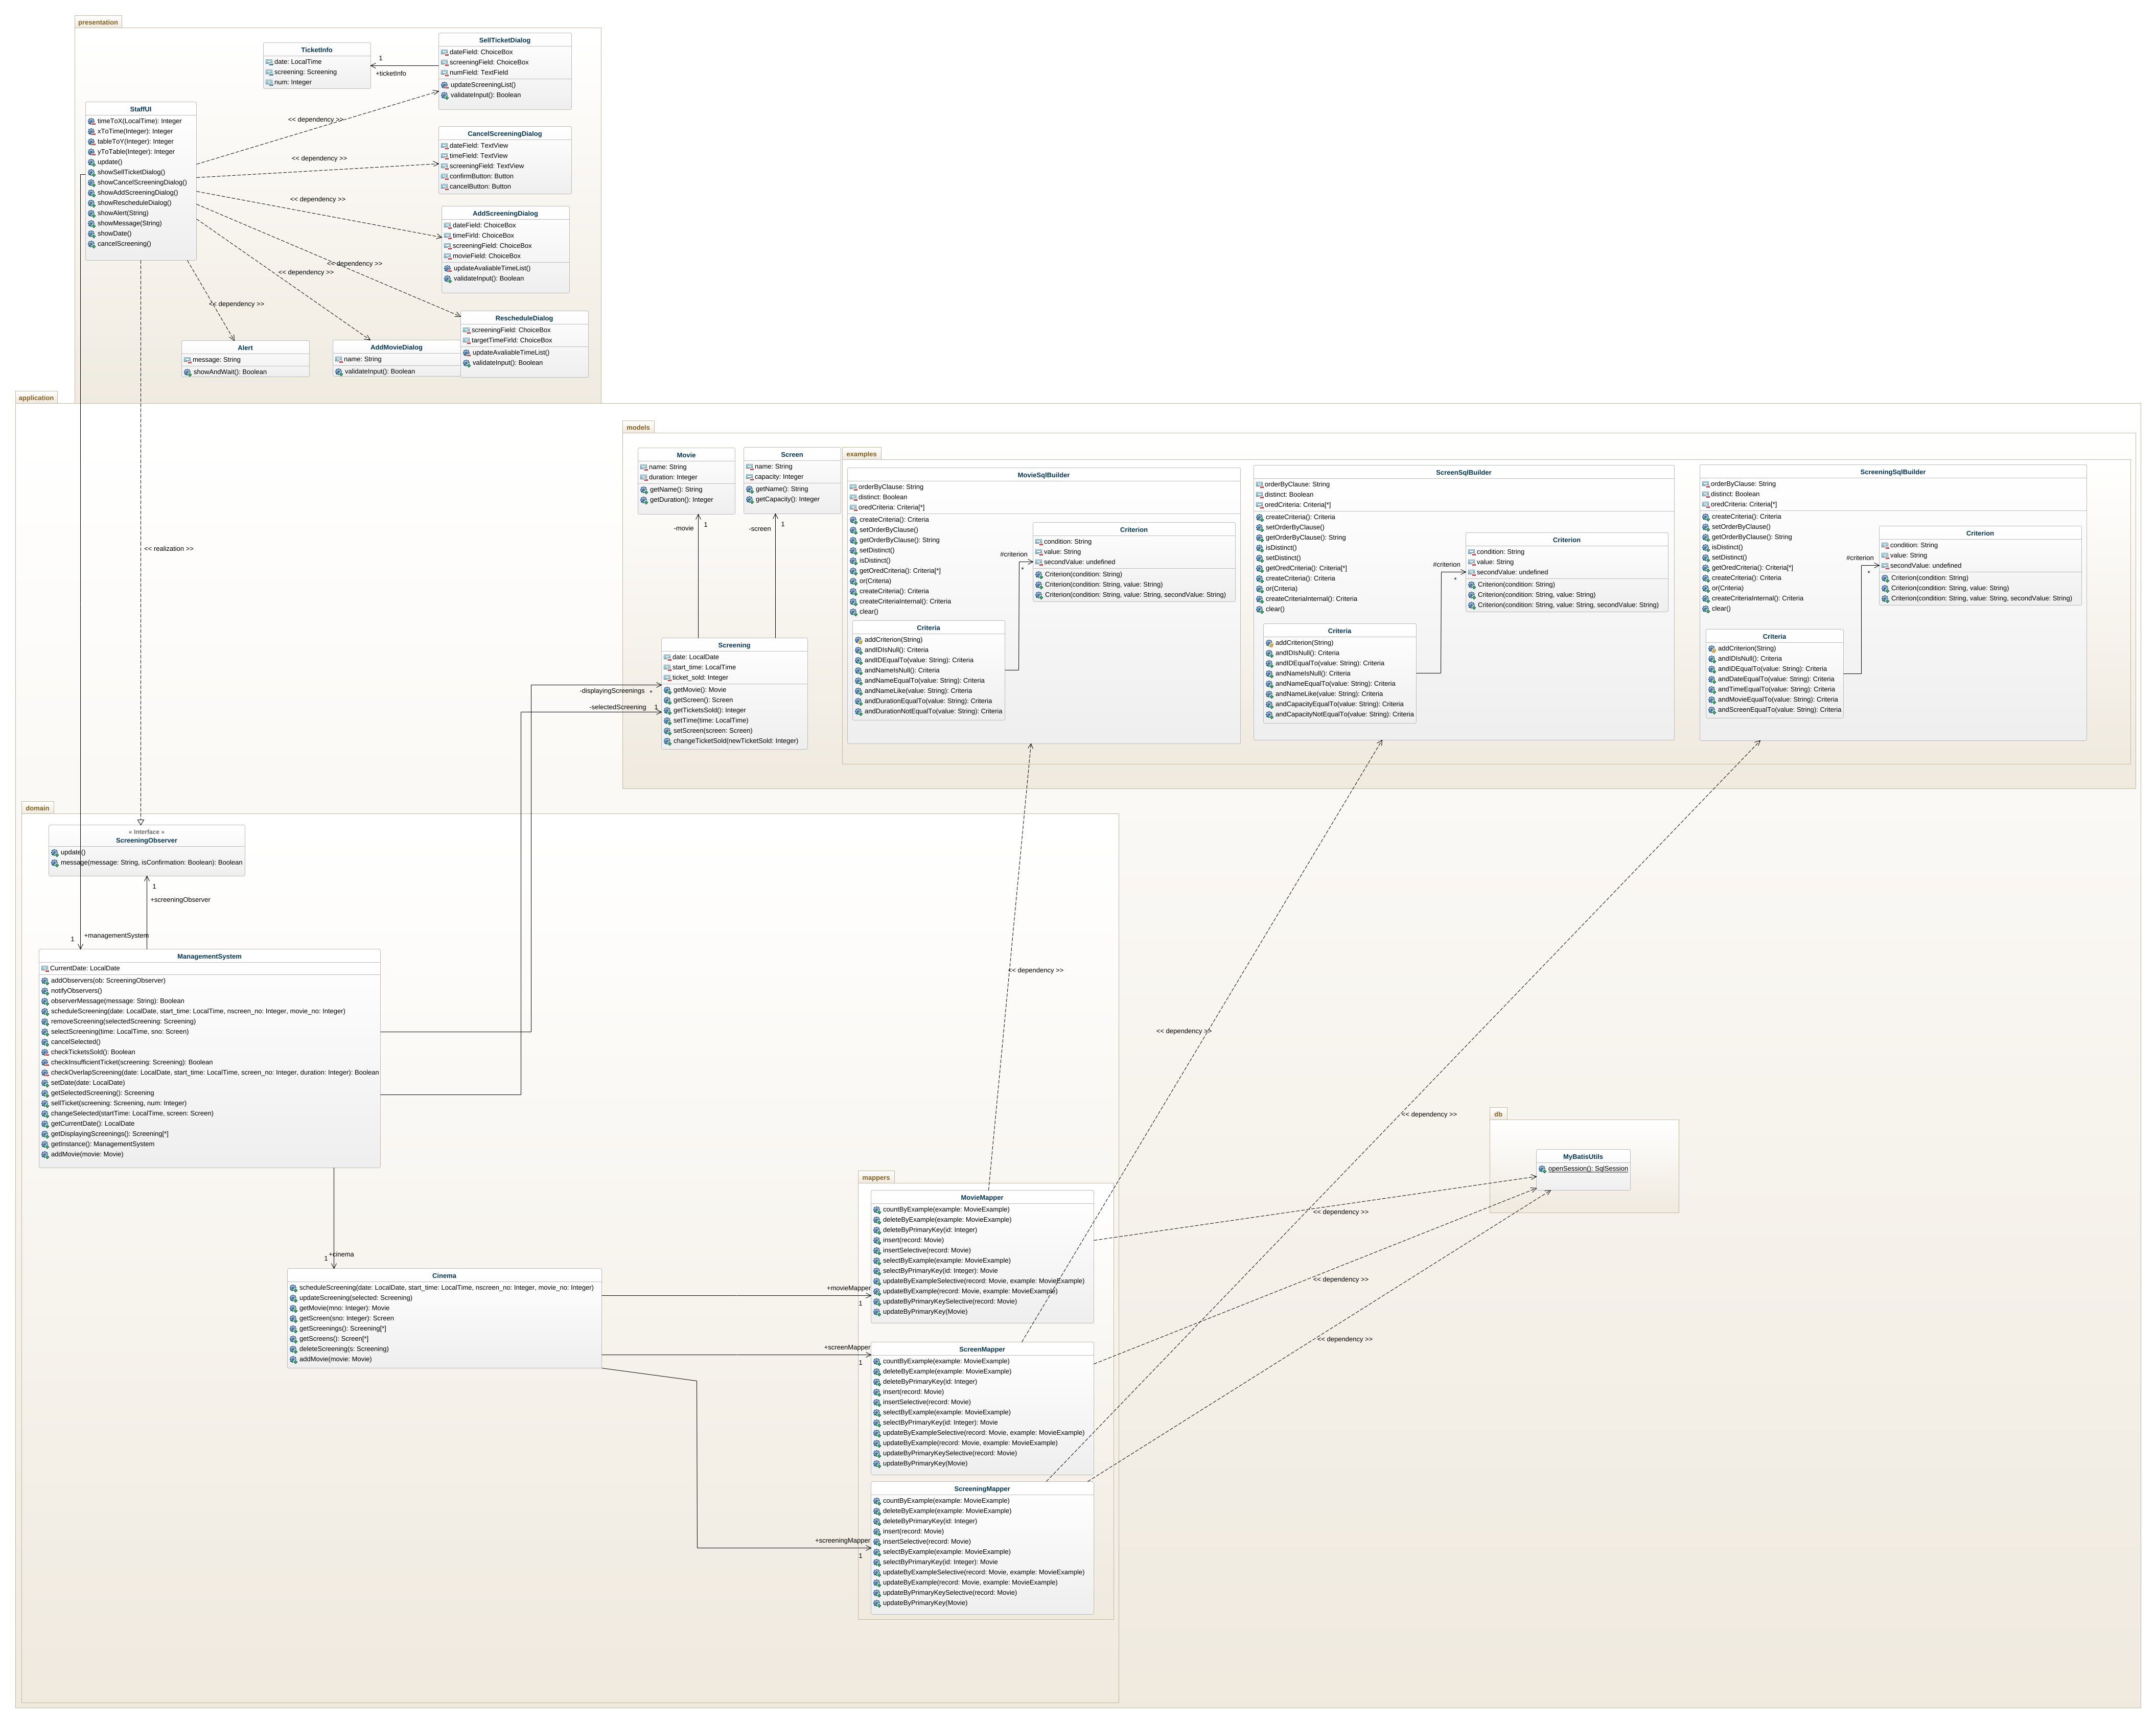 presentation
TicketInfo
date: LocalTime
screening: Screening
num: Integer
1
+ticketInfo
SellTicketDialog
dateField: ChoiceBox
screeningField: ChoiceBox
numField: TextField
updateScreeningList()
validateInput(): Boolean
StaffUI
timeToX(LocalTime): Integer
xToTime(Integer): Integer
tableToY(Integer): Integer
yToTable(Integer): Integer
update()
showSellTicketDialog()
showCancelScreeningDialog()
showAddScreeningDialog()
showRescheduleDialog()
showAlert(String)
showMessage(String)
showDate()
cancelScreening()
<< dependency >>
<< dependency >>
<< dependency >>
<< dependency >>
<< dependency >>
<< dependency >>
CancelScreeningDialog
dateField: TextView
timeField: TextView
screeningField: TextView
confirmButton: Button
cancelButton: Button
AddScreeningDialog
dateField: ChoiceBox
timeFirld: ChoiceBox
screeningField: ChoiceBox
movieField: ChoiceBox
updateAvaliableTimeList()
validateInput(): Boolean
RescheduleDialog
screeningField: ChoiceBox
targetTimeFirld: ChoiceBox
updateAvaliableTimeList()
validateInput(): Boolean
Alert
message: String
showAndWait(): Boolean
AddMovieDialog
name: String
validateInput(): Boolean
application
models
Movie
name: String
duration: Integer
getName(): String
getDuration(): Integer
Screen
name: String
capacity: Integer
getName(): String
getCapacity(): Integer
-movie
1
-screen
1
<< realization >>
examples
MovieSqlBuilder
orderByClause: String
distinct: Boolean
oredCriteria: Criteria[*]
createCriteria(): Criteria
setOrderByClause()
getOrderByClause(): String
setDistinct()
isDistinct()
getOredCriteria(): Criteria[*]
or(Criteria)
createCriteria(): Criteria
createCriteriaInternal(): Criteria
clear()
Criterion
condition: String
value: String
secondValue: undefined
Criterion(condition: String)
Criterion(condition: String, value: String)
Criterion(condition: String, value: String, secondValue: String)
#criterion
*
Criteria
addCriterion(String)
andIDIsNull(): Criteria
andIDEqualTo(value: String): Criteria
andNameIsNull(): Criteria
andNameEqualTo(value: String): Criteria
andNameLike(value: String): Criteria
andDurationEqualTo(value: String): Criteria
andDurationNotEqualTo(value: String): Criteria
ScreenSqlBuilder
orderByClause: String
distinct: Boolean
oredCriteria: Criteria[*]
createCriteria(): Criteria
setOrderByClause()
getOrderByClause(): String
isDistinct()
setDistinct()
getOredCriteria(): Criteria[*]
createCriteria(): Criteria
or(Criteria)
createCriteriaInternal(): Criteria
clear()
Criterion
condition: String
value: String
secondValue: undefined
Criterion(condition: String)
Criterion(condition: String, value: String)
Criterion(condition: String, value: String, secondValue: String)
#criterion
*
Criteria
addCriterion(String)
andIDIsNull(): Criteria
andIDEqualTo(value: String): Criteria
andNameIsNull(): Criteria
andNameEqualTo(value: String): Criteria
andNameLike(value: String): Criteria
andCapacityEqualTo(value: String): Criteria
andCapacityNotEqualTo(value: String): Criteria
ScreeningSqlBuilder
orderByClause: String
distinct: Boolean
oredCriteria: Criteria[*]
createCriteria(): Criteria
setOrderByClause()
getOrderByClause(): String
isDistinct()
setDistinct()
getOredCriteria(): Criteria[*]
createCriteria(): Criteria
or(Criteria)
createCriteriaInternal(): Criteria
clear()
Criterion
condition: String
value: String
secondValue: undefined
Criterion(condition: String)
Criterion(condition: String, value: String)
Criterion(condition: String, value: String, secondValue: String)
#criterion
*
Criteria
addCriterion(String)
andIDIsNull(): Criteria
andIDEqualTo(value: String): Criteria
andDateEqualTo(value: String): Criteria
andTimeEqualTo(value: String): Criteria
andMovieEqualTo(value: String): Criteria
andScreenEqualTo(value: String): Criteria
Screening
date: LocalDate
start_time: LocalTime
ticket_sold: Integer
getMovie(): Movie
getScreen(): Screen
getTicketsSold(): Integer
setTime(time: LocalTime)
setScreen(screen: Screen)
changeTicketSold(newTicketSold: Integer)
-displayingScreenings
*
-selectedScreening
1
domain
« Interface »
ScreeningObserver
update()
message(message: String, isConfirmation: Boolean): Boolean
1
+screeningObserver
+managementSystem
1
ManagementSystem
CurrentDate: LocalDate
addObservers(ob: ScreeningObserver)
notifyObservers()
observerMessage(message: String): Boolean
scheduleScreening(date: LocalDate, start_time: LocalTime, nscreen_no: Integer, movie_no: Integer)
removeScreening(selectedScreening: Screening)
selectScreening(time: LocalTime, sno: Screen)
cancelSelected()
checkTicketsSold(): Boolean
checkInsufficientTicket(screening: Screening): Boolean
checkOverlapScreening(date: LocalDate, start_time: LocalTime, screen_no: Integer, duration: Integer): Boolean
setDate(date: LocalDate)
getSelectedScreening(): Screening
sellTicket(screening: Screening, num: Integer)
changeSelected(startTime: LocalTime, screen: Screen)
getCurrentDate(): LocalDate
getDisplayingScreenings(): Screening[*]
getInstance(): ManagementSystem
addMovie(movie: Movie)
<< dependency >>
<< dependency >>
<< dependency >>
db
MyBatisUtils
openSession(): SqlSession
<< dependency >>
<< dependency >>
<< dependency >>
+cinema
1
Cinema
scheduleScreening(date: LocalDate, start_time: LocalTime, nscreen_no: Integer, movie_no: Integer)
updateScreening(selected: Screening)
getMovie(mno: Integer): Movie
getScreen(sno: Integer): Screen
getScreenings(): Screening[*]
getScreens(): Screen[*]
deleteScreening(s: Screening)
addMovie(movie: Movie)
+movieMapper
1
+screenMapper
1
+screeningMapper
1
mappers
MovieMapper
countByExample(example: MovieExample)
deleteByExample(example: MovieExample)
deleteByPrimaryKey(id: Integer)
insert(record: Movie)
insertSelective(record: Movie)
selectByExample(example: MovieExample)
selectByPrimaryKey(id: Integer): Movie
updateByExampleSelective(record: Movie, example: MovieExample)
updateByExample(record: Movie, example: MovieExample)
updateByPrimaryKeySelective(record: Movie)
updateByPrimaryKey(Movie)
ScreenMapper
countByExample(example: MovieExample)
deleteByExample(example: MovieExample)
deleteByPrimaryKey(id: Integer)
insert(record: Movie)
insertSelective(record: Movie)
selectByExample(example: MovieExample)
selectByPrimaryKey(id: Integer): Movie
updateByExampleSelective(record: Movie, example: MovieExample)
updateByExample(record: Movie, example: MovieExample)
updateByPrimaryKeySelective(record: Movie)
updateByPrimaryKey(Movie)
ScreeningMapper
countByExample(example: MovieExample)
deleteByExample(example: MovieExample)
deleteByPrimaryKey(id: Integer)
insert(record: Movie)
insertSelective(record: Movie)
selectByExample(example: MovieExample)
selectByPrimaryKey(id: Integer): Movie
updateByExampleSelective(record: Movie, example: MovieExample)
updateByExample(record: Movie, example: MovieExample)
updateByPrimaryKeySelective(record: Movie)
updateByPrimaryKey(Movie)